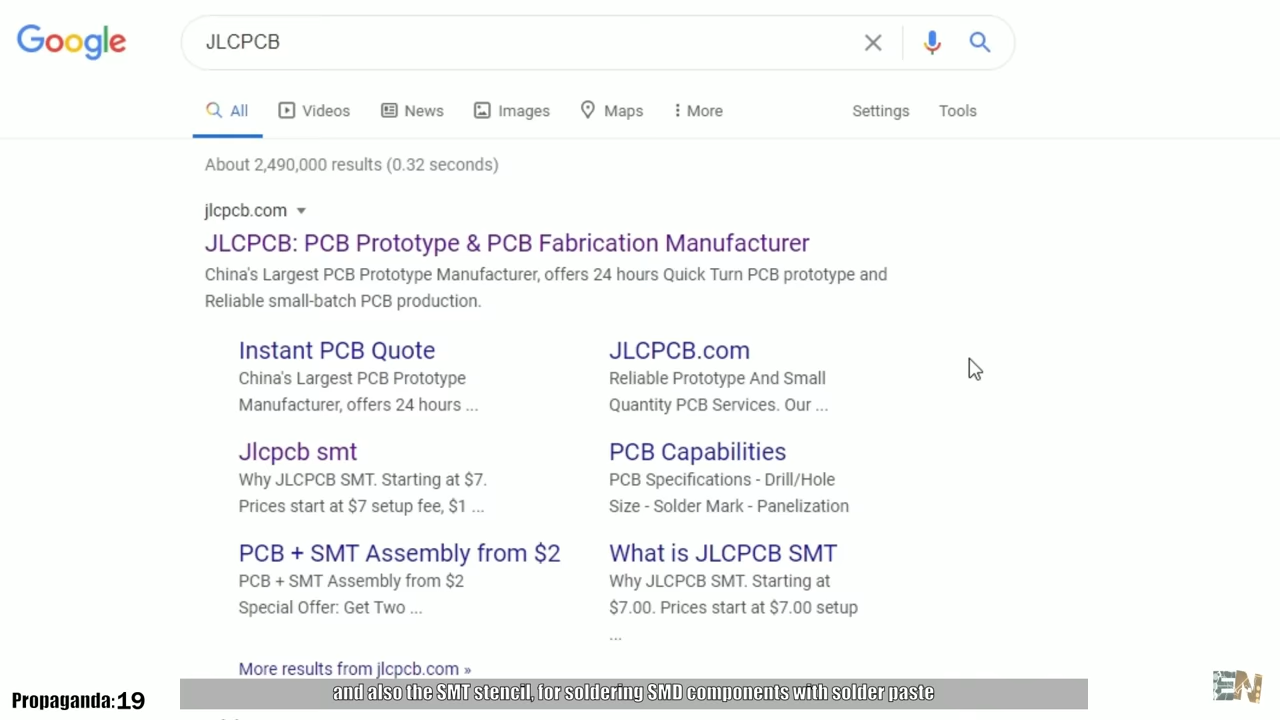 Google
JLCPCB
All Videos News Images Maps More Settings Tools
About 2,490,000 results (0.32 seconds)
jlcpcb.com
JLCPCB: PCB Prototype & PCB Fabrication Manufacturer
China's Largest PCB Prototype Manufacturer, offers 24 hours Quick Turn PCB prototype and
Reliable small-batch PCB production.
Instant PCB Quote
China's Largest PCB Prototype
Manufacturer, offers 24 hours ...
JLCPCB.com
Reliable Prototype And Small
Quantity PCB Services. Our ...
Jlcpcb smt
Why JLCPCB SMT. Starting at $7.
Prices start at $7 setup fee, $1 ...
PCB Capabilities
PCB Specifications - Drill/Hole
Size - Solder Mark - Panelization
PCB + SMT Assembly from $2
PCB + SMT Assembly from $2
Special Offer: Get Two ...
What is JLCPCB SMT
Why JLCPCB SMT. Starting at
$7.00. Prices start at $7.00 setup
...
More results from jlcpcb.com »
and also the SMT stencil, for soldering SMD components with solder paste
Propaganda:19
EN